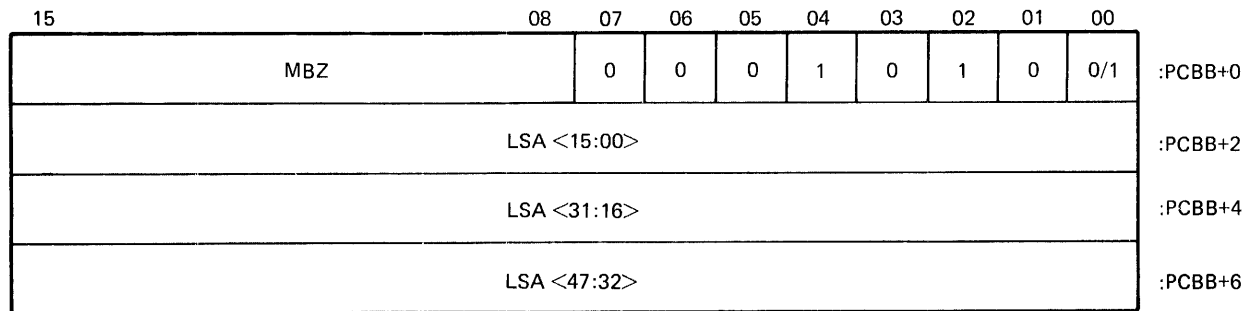 15 08 07 06 05 04 03 02 01 00
MBZ 0 0 0 1 0 1 0 0/1 :PCBB+0
LSA <15:00> :PCBB+2
LSA <31:16> :PCBB+4
LSA <47:32> :PCBB+6